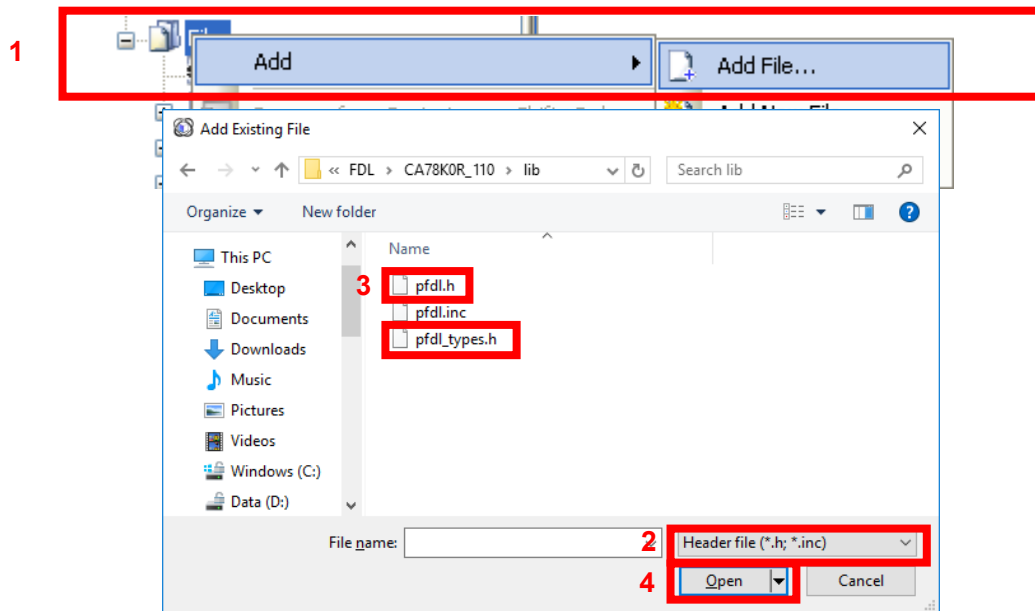 1
Add
Add File...
Add Existing File
« FDL > CA78K0R_110 > lib
Search lib
Organize
New folder
?
This PC
Name
Desktop
3
pfdl.h
Documents
pfdl.inc
Downloads
pfdl_types.h
Music
Pictures
Videos
Windows (C:)
Data (D:)
File name:
2
Header file (*.h; *.inc)
4
Open
Cancel